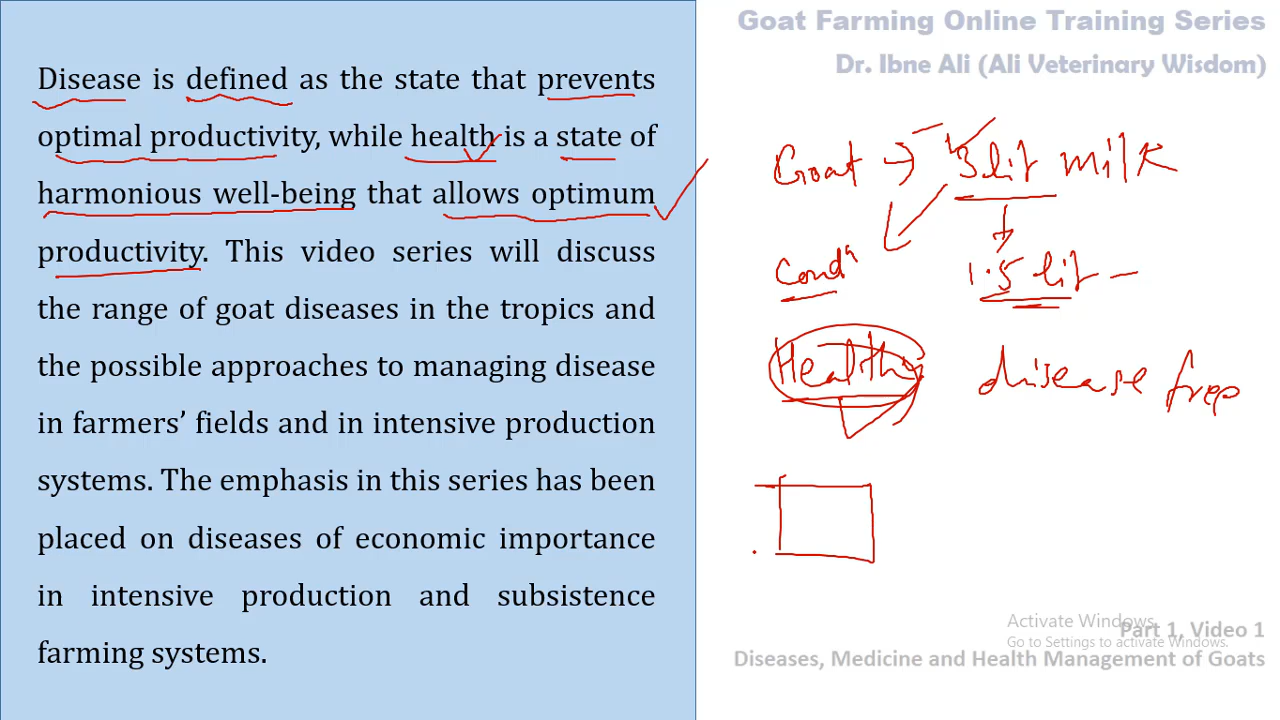 Goat Farming Online Training Series
Dr. Ibne Ali (Ali Veterinary Wisdom)
Disease is defined as the state that prevents
optimal productivity, while health is a state of
harmonious well-being that allows optimum
productivity. This video series will discuss
the range of goat diseases in the tropics and
the possible approaches to managing disease
in farmers’ fields and in intensive production
systems. The emphasis in this series has been
placed on diseases of economic importance
in intensive production and subsistence
farming systems.
Goat → 3 lit milk
Condⁿ 1.5 lit
Healthy disease free
Activate Windows
Go to Settings to activate Windows.
Part 1, Video 1
Diseases, Medicine and Health Management of Goats